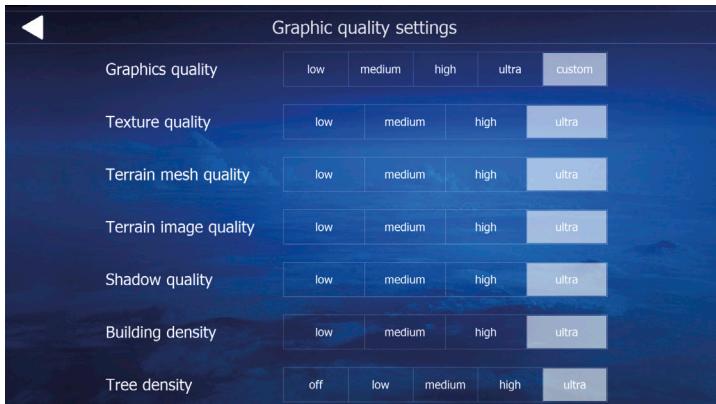 Graphic quality settings
Graphics quality low medium high ultra custom
Texture quality low medium high ultra
Terrain mesh quality low medium high ultra
Terrain image quality low medium high ultra
Shadow quality low medium high ultra
Building density low medium high ultra
Tree density off low medium high ultra